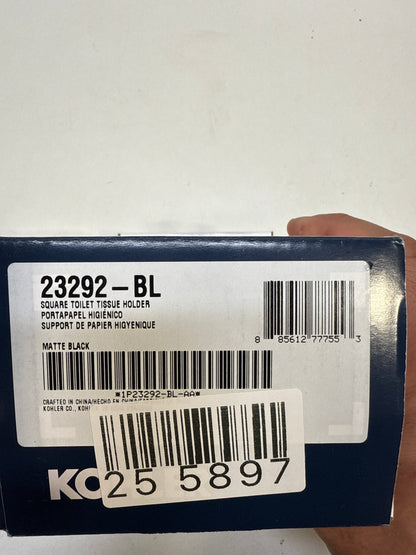 23292-BL
SQUARE TOILET TISSUE HOLDER
PORTAPAPEL HIGIÉNICO
SUPPORT DE PAPIER HIGYENIQUE
8 85612 77755 3
MATTE BLACK
*1P23292-BL-AA*
CRAFTED IN CHINA/HECHO EN
KOHLER CO.,
KO
25 5897